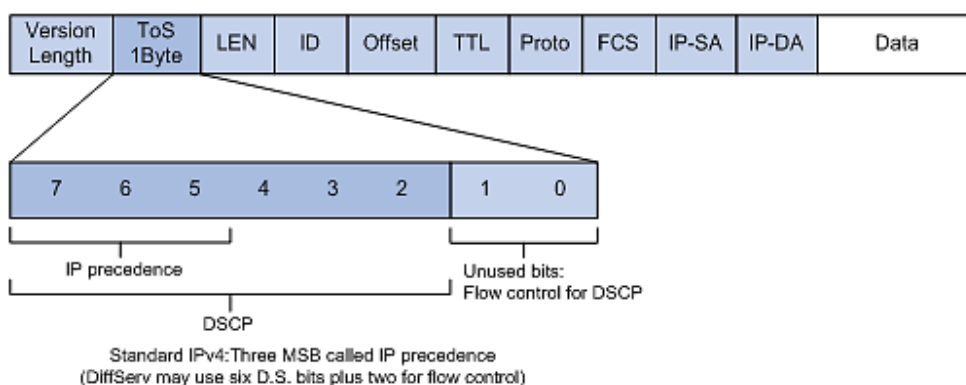 Version Length ToS 1Byte LEN ID Offset TTL Proto FCS IP-SA IP-DA Data
7 6 5 4 3 2 1 0
IP precedence
Unused bits:
Flow control for DSCP
DSCP
Standard IPv4:Three MSB called IP precedence
(DiffServ may use six D.S. bits plus two for flow control)